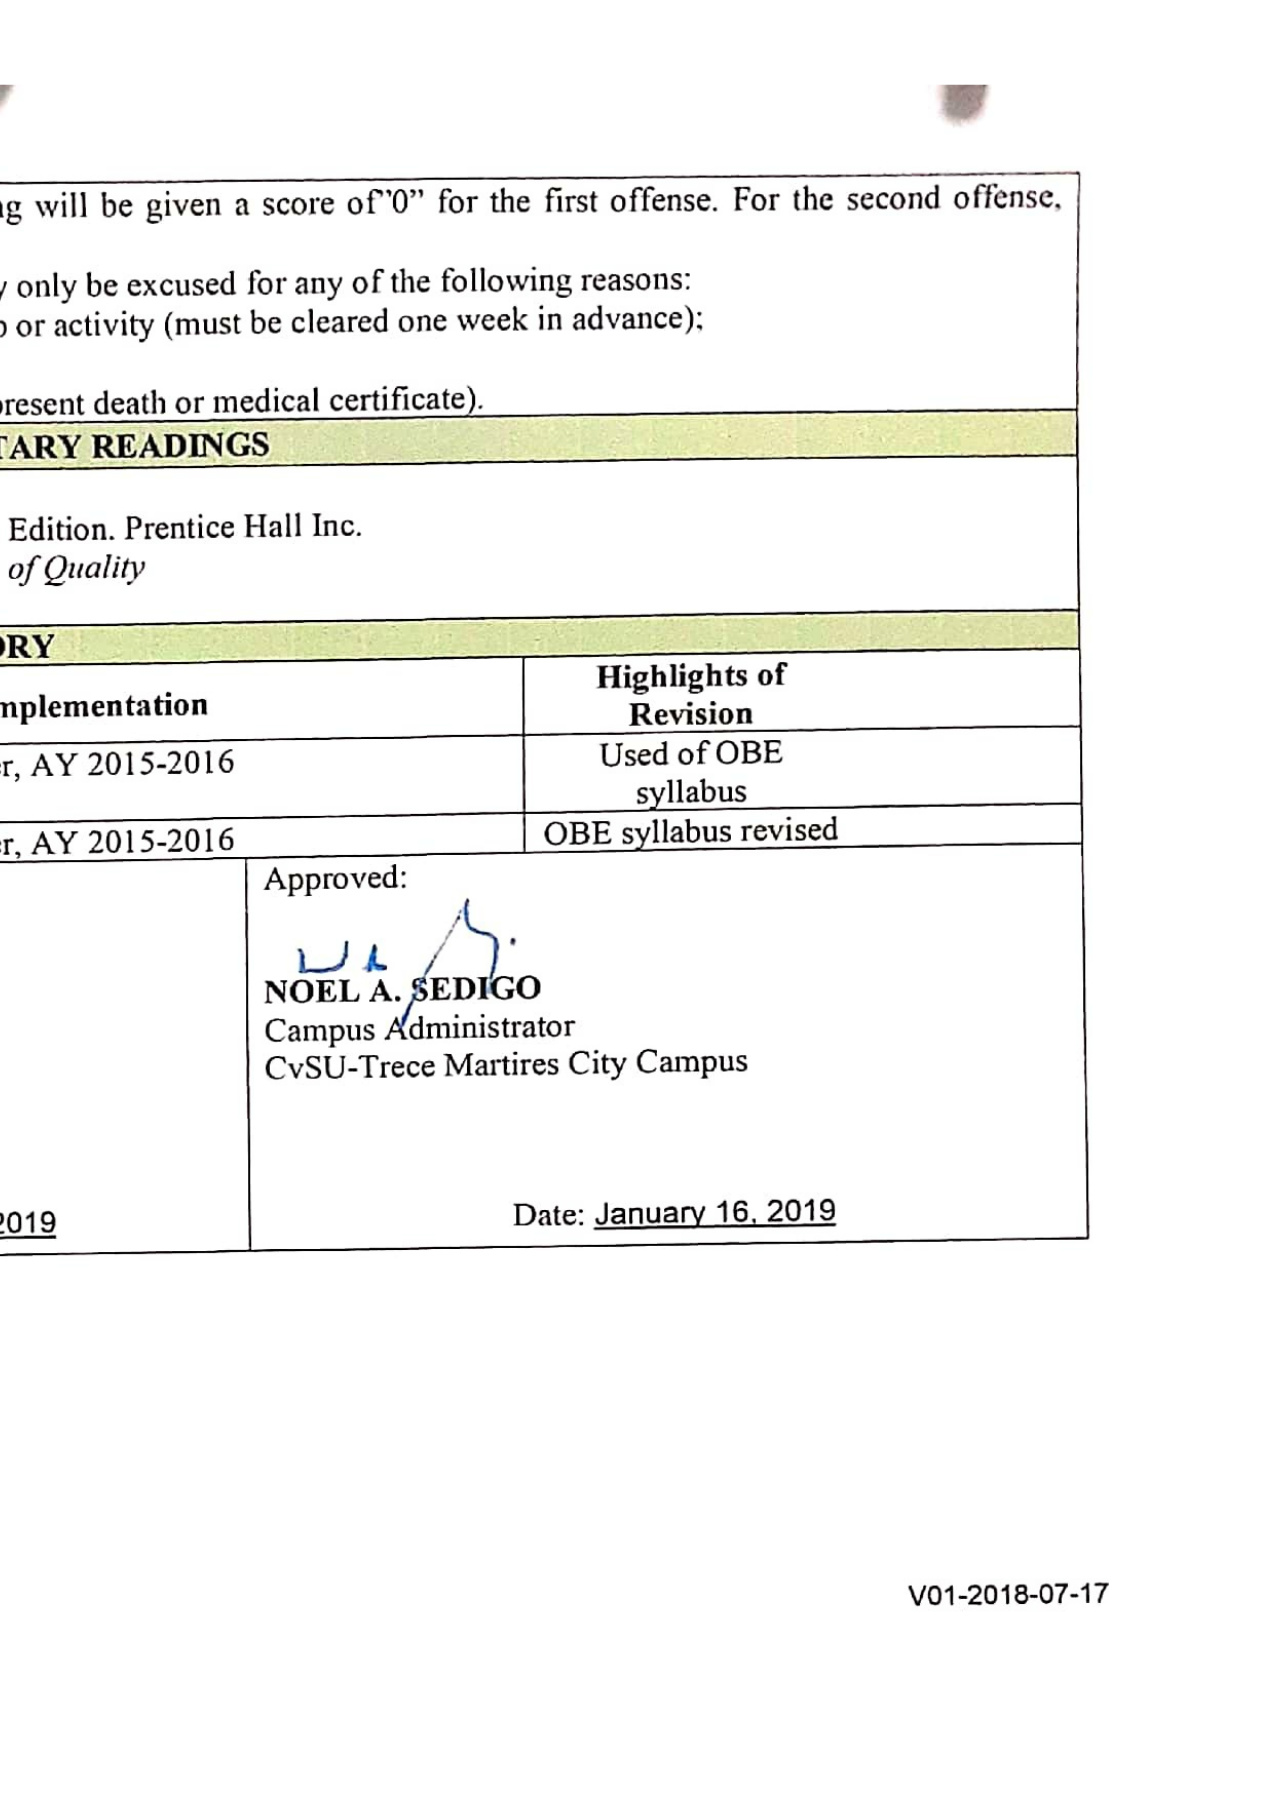 will be given a score of "0" for the first offense. For the second offense,
only be excused for any of the following reasons:
or activity (must be cleared one week in advance);
present death or medical certificate).
TARY READINGS
Edition. Prentice Hall Inc.
of Quality
ORY
mplementation
Highlights of
Revision
r, AY 2015-2016
Used of OBE
syllabus
r, AY 2015-2016
OBE syllabus revised
Approved:
NOEL A. SEDIGO
Campus Administrator
CvSU-Trece Martires City Campus
2019
Date: January 16, 2019
V01-2018-07-17